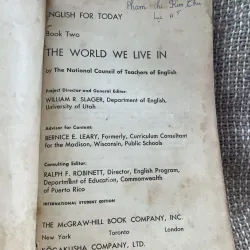 ENGLISH FOR TODAY
Book Two
THE WORLD WE LIVE IN
by The National Council of Teachers of English
Project Director and General Editor:
WILLIAM R. SLAGER, Department of English,
University of Utah
Advisor for Content:
BERNICE E. LEARY, Formerly, Curriculum Consultant
for the Madison, Wisconsin, Public Schools
Consulting Editor:
RALPH F. ROBINETT, Director, English Program,
Department of Education, Commonwealth
of Puerto Rico
INTERNATIONAL STUDENT EDITION
THE McGRAW-HILL BOOK COMPANY, INC.
New York Toronto London
KOGAKUSHA COMPANY, LTD.